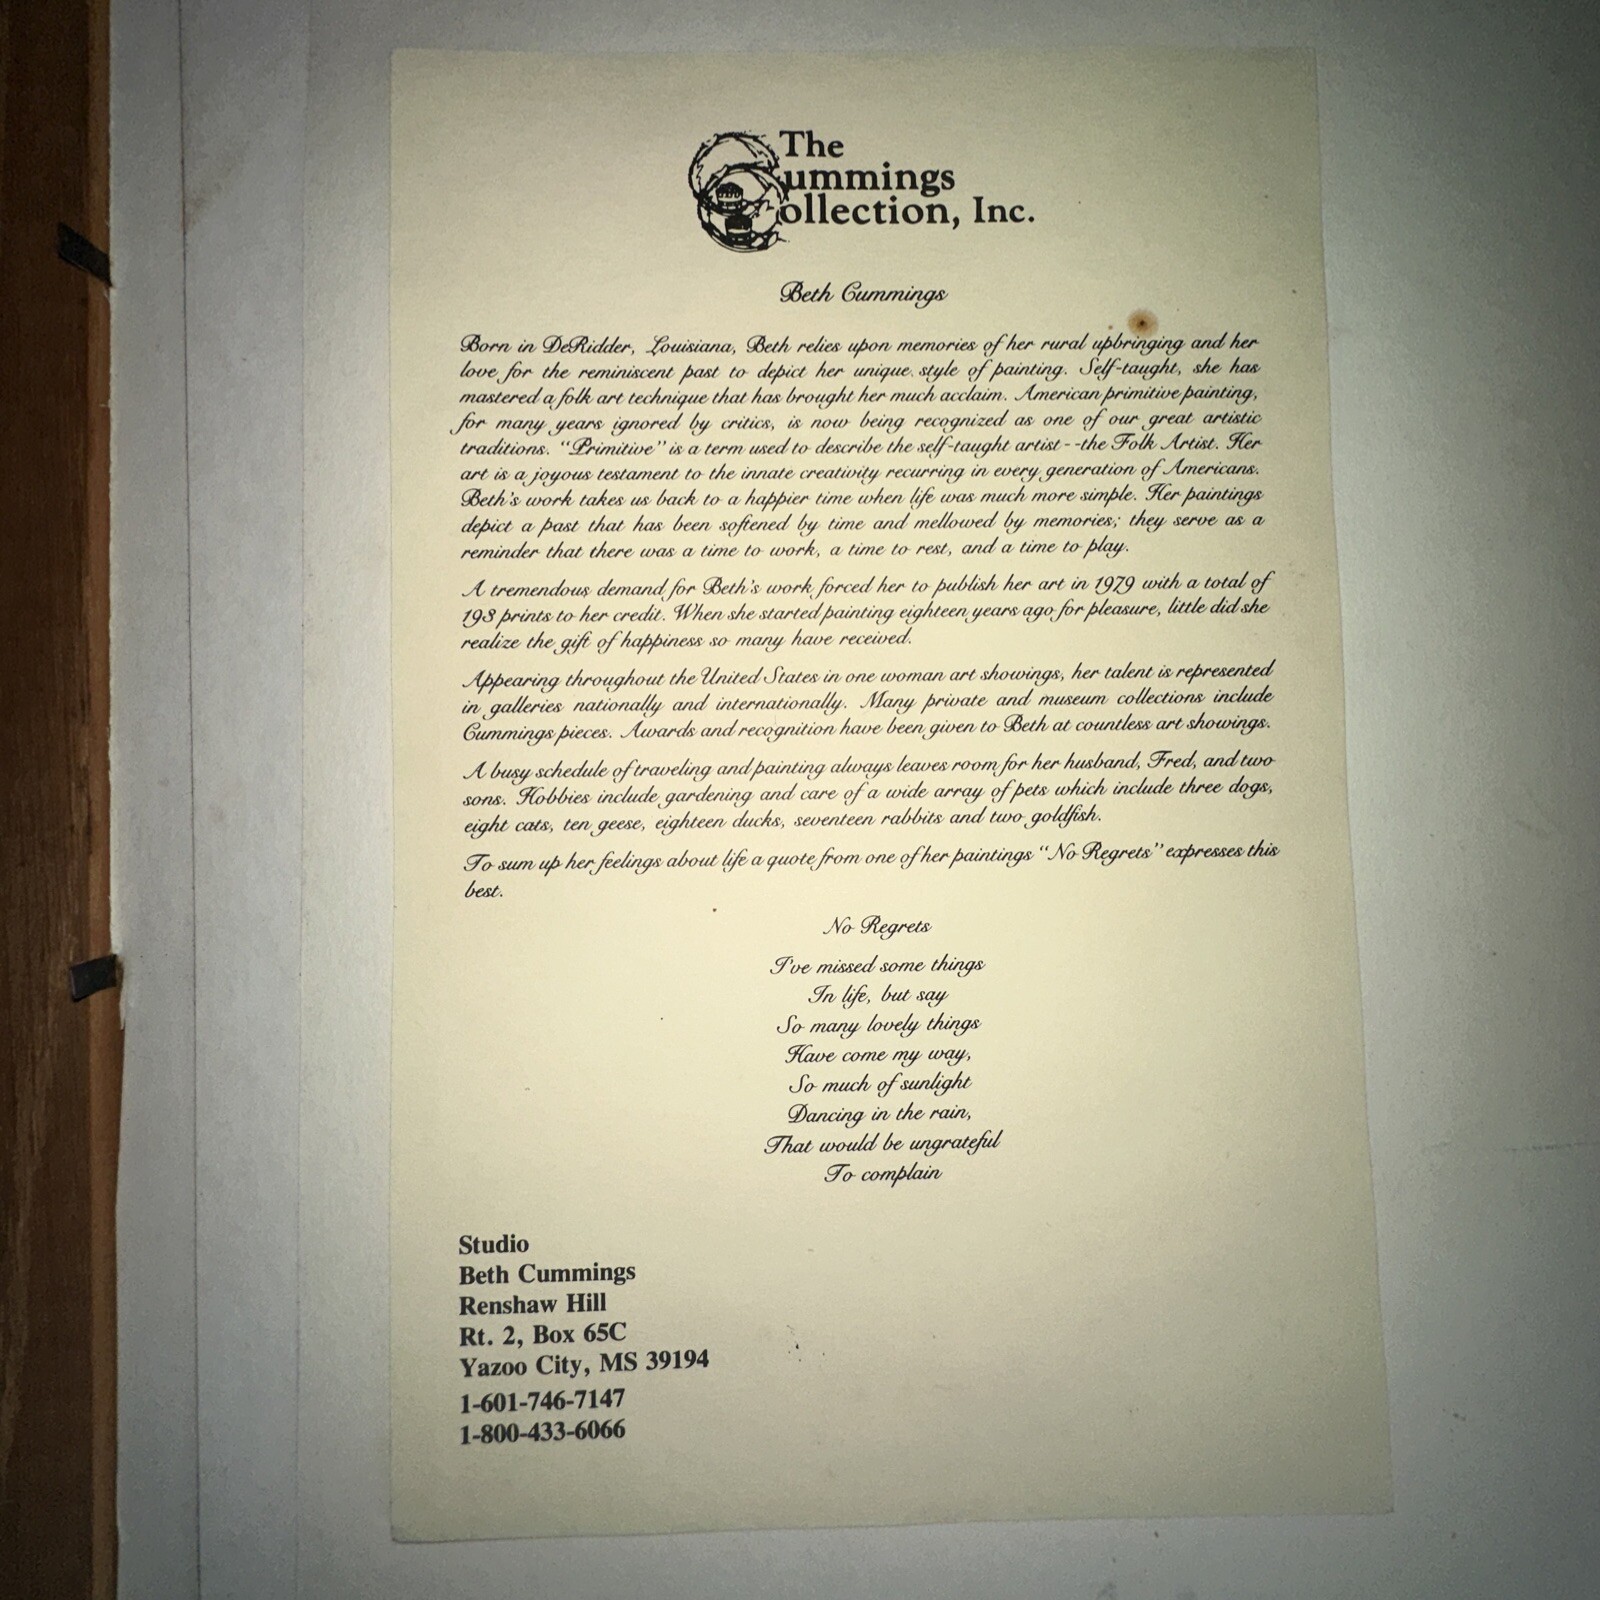 The
Cummings
Collection, Inc.
Beth Cummings
Born in DeRidder, Louisiana, Beth relies upon memories of her rural upbringing and her
love for the reminiscent past to depict her unique style of painting. Self-taught, she has
mastered a folk art technique that has brought her much acclaim. American primitive painting,
for many years ignored by critics, is now being recognized as one of our great artistic
traditions. "Primitive" is a term used to describe the self-taught artist--the Folk Artist. Her
art is a joyous testament to the innate creativity recurring in every generation of Americans.
Beth's work takes us back to a happier time when life was much more simple. Her paintings
depict a past that has been softened by time and mellowed by memories; they serve as a
reminder that there was a time to work, a time to rest, and a time to play.
A tremendous demand for Beth's work forced her to publish her art in 1979 with a total of
193 prints to her credit. When she started painting eighteen years ago for pleasure, little did she
realize the gift of happiness so many have received.
Appearing throughout the United States in one woman art showings, her talent is represented
in galleries nationally and internationally. Many private and museum collections include
Cummings pieces. Awards and recognition have been given to Beth at countless art showings.
A busy schedule of traveling and painting always leaves room for her husband, Fred, and two
sons. Hobbies include gardening and care of a wide array of pets which include three dogs,
eight cats, ten geese, eighteen ducks, seventeen rabbits and two goldfish.
To sum up her feelings about life a quote from one of her paintings "No Regrets" expresses this
best.
No Regrets
I've missed some things
In life, but say
So many lovely things
Have come my way,
So much of sunlight
Dancing in the rain,
That would be ungrateful
To complain
Studio
Beth Cummings
Renshaw Hill
Rt. 2, Box 65C
Yazoo City, MS 39194
1-601-746-7147
1-800-433-6066